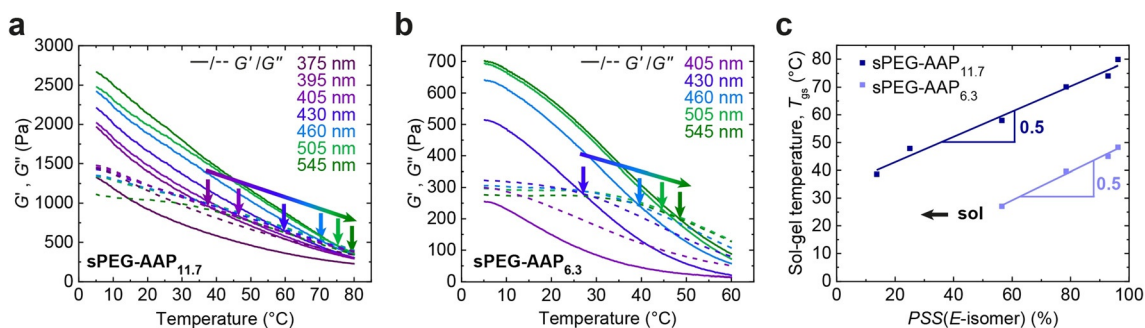 a
G' , G'' (Pa)
3000
2500
2000
1500
1000
500
0
—/-- G' /G''
375 nm
395 nm
405 nm
430 nm
460 nm
505 nm
545 nm
sPEG-AAP11.7
0 10 20 30 40 50 60 70 80
Temperature (°C)
b
G' , G'' (Pa)
700
600
500
400
300
200
100
0
—/-- G' /G''
405 nm
430 nm
460 nm
505 nm
545 nm
sPEG-AAP6.3
0 10 20 30 40 50 60
Temperature (°C)
c
Sol-gel temperature, Tgs (°C)
80
70
60
50
40
30
20
10
0
sPEG-AAP11.7
sPEG-AAP6.3
0.5
0.5
sol
0 20 40 60 80 100
PSS(E-isomer) (%)